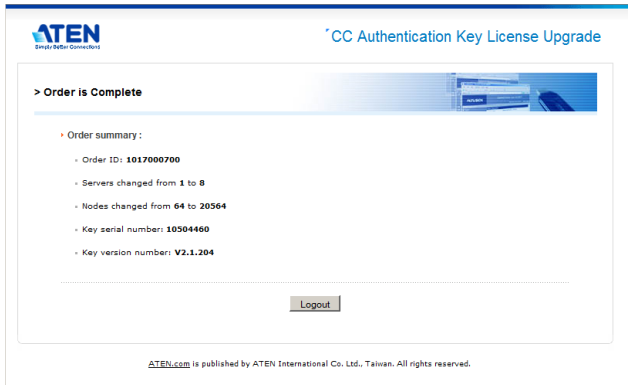 ATEN
Simply Better Connections
CC Authentication Key License Upgrade
> Order is Complete
Order summary :
Order ID: 1017000700
Servers changed from 1 to 8
Nodes changed from 64 to 20564
Key serial number: 10504460
Key version number: V2.1.204
Logout
ATEN.com is published by ATEN International Co. Ltd., Taiwan. All rights reserved.